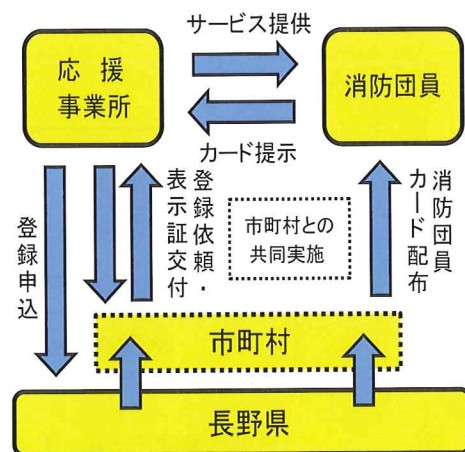 サービス提供
応援
事業所
消防団員
カード提示
登録申込
登録依頼・
表示証交付
市町村との
共同実施
消防団員
カード配布
市町村
長野県